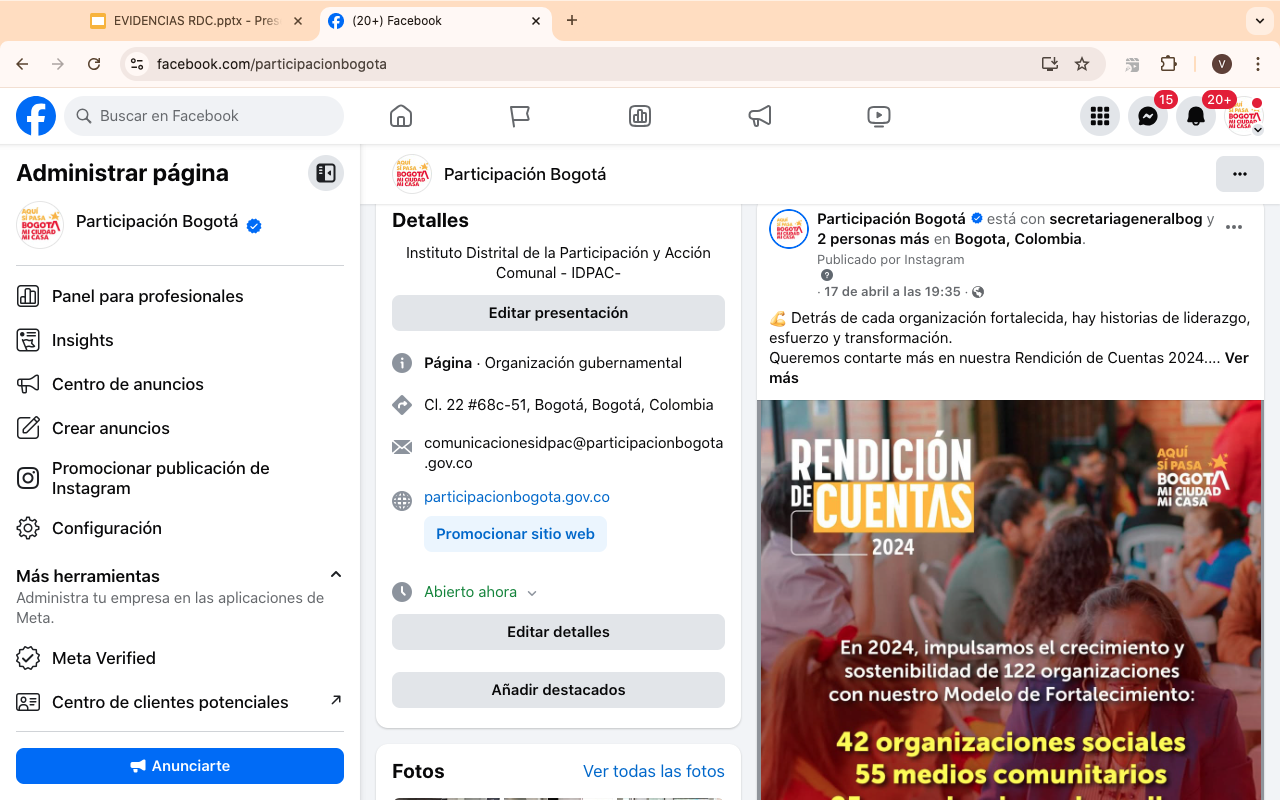 EVIDENCIAS RDC.pptx - Pres
(20+) Facebook
facebook.com/participacionbogota
V
Buscar en Facebook
15
20+
Administrar página
Participación Bogotá
Panel para profesionales
Insights
Centro de anuncios
Crear anuncios
Promocionar publicación de
Instagram
Configuración
Más herramientas
Administra tu empresa en las aplicaciones de
Meta.
Meta Verified
Centro de clientes potenciales
Anunciarte
AQUÍ
SÍ PASA
BOGOTÁ
MI CIUDAD
MI CASA
Participación Bogotá
Detalles
Instituto Distrital de la Participación y Acción
Comunal - IDPAC-
Editar presentación
Página · Organización gubernamental
Cl. 22 #68c-51, Bogotá, Bogotá, Colombia
comunicacionesidpac@participacionbogota
.gov.co
participacionbogota.gov.co
Promocionar sitio web
Abierto ahora
Editar detalles
Añadir destacados
Fotos
Ver todas las fotos
Participación Bogotá está con secretariageneralbog y
2 personas más en Bogota, Colombia.
Publicado por Instagram
· 17 de abril a las 19:35 ·
💪 Detrás de cada organización fortalecida, hay historias de liderazgo,
esfuerzo y transformación.
Queremos contarte más en nuestra Rendición de Cuentas 2024.... Ver
más
RENDICIÓN
DE CUENTAS
2024
AQUÍ
SÍ PASA
BOGOTÁ
MI CIUDAD
MI CASA
En 2024, impulsamos el crecimiento y
sostenibilidad de 122 organizaciones
con nuestro Modelo de Fortalecimiento:
42 organizaciones sociales
55 medios comunitarios